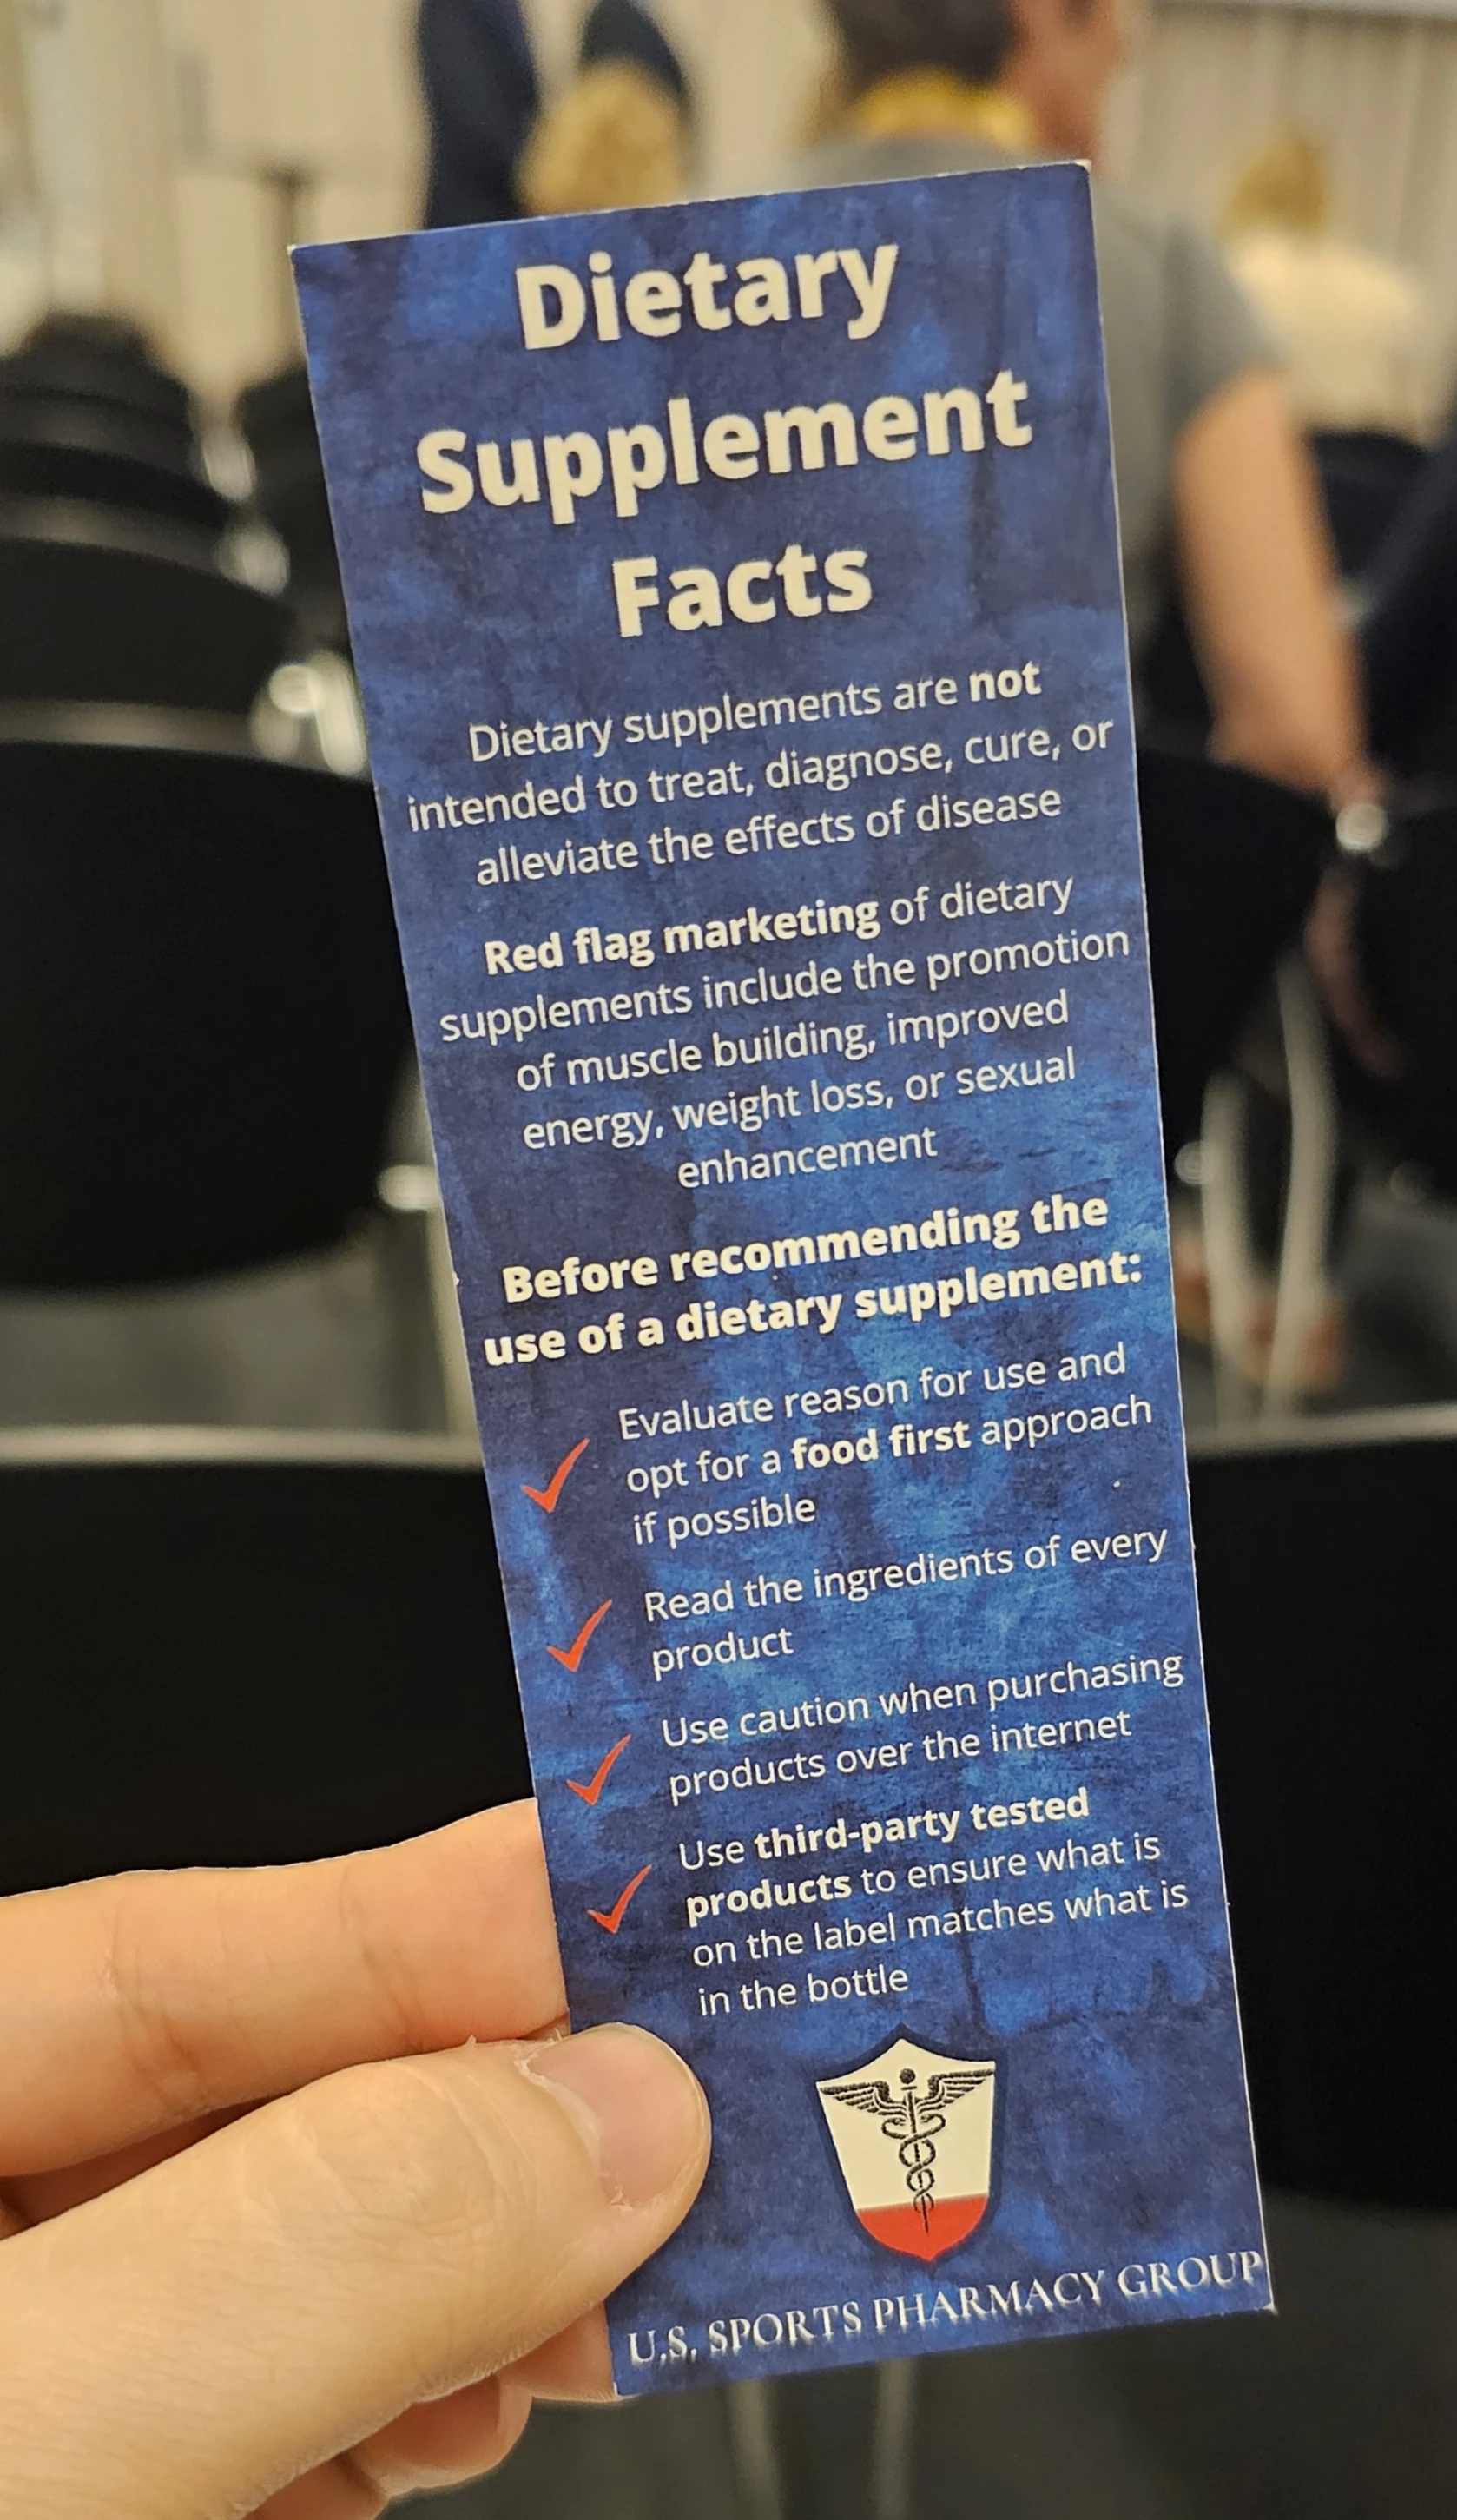 Dietary
Supplement
Facts
Dietary supplements are not
intended to treat, diagnose, cure, or
alleviate the effects of disease
Red flag marketing of dietary
supplements include the promotion
of muscle building, improved
energy, weight loss, or sexual
enhancement
Before recommending the
use of a dietary supplement:
Evaluate reason for use and
opt for a food first approach
if possible
Read the ingredients of every
product
Use caution when purchasing
products over the internet
Use third-party tested
products to ensure what is
on the label matches what is
in the bottle
U.S. SPORTS PHARMACY GROUP